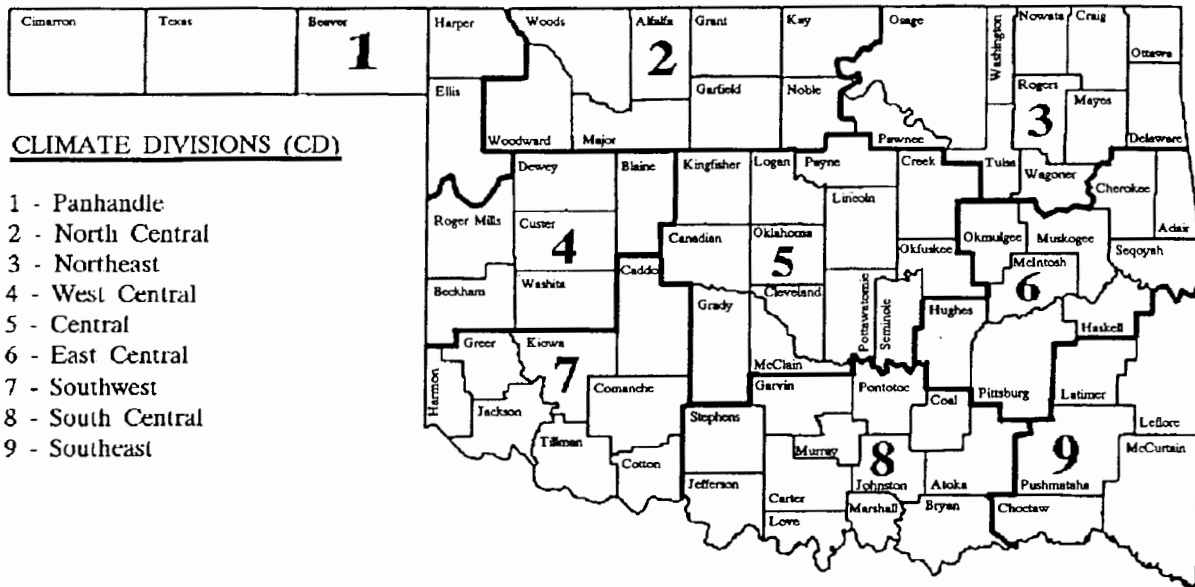 Cimarron Texas Beaver Harper Woods Alfalfa Grant Kay Osage Washington Nowata Craig Ottawa
1 2
Ellis Garfield Noble Rogers Mayes
3
Woodward Major Pawnee Delaware
CLIMATE DIVISIONS (CD)
Dewey Blaine Kingfisher Logan Payne Creek Tulsa Wagoner Cherokee
1 - Panhandle
2 - North Central
3 - Northeast
4 - West Central
5 - Central
6 - East Central
7 - Southwest
8 - South Central
9 - Southeast
Lincoln
Roger Mills Custer Canadian Oklahoma Okmulgee Muskogee Adair
4 5 Okfuskee McIntosh Seqoyah
Caddo
6
Beckham Washita Cleveland Pottawatomie Seminole
Grady Hughes Haskell
Greer Kiowa McClain
7
Harmon Comanche Garvin Pontotoc Coal Pittsburg Latimer
Jackson Stephens Leflore
Tillman Murray McCurtain
Cotton 8 9
Jefferson Johnston Atoka Pushmataha
Carter Marshall Bryan Choctaw
Love